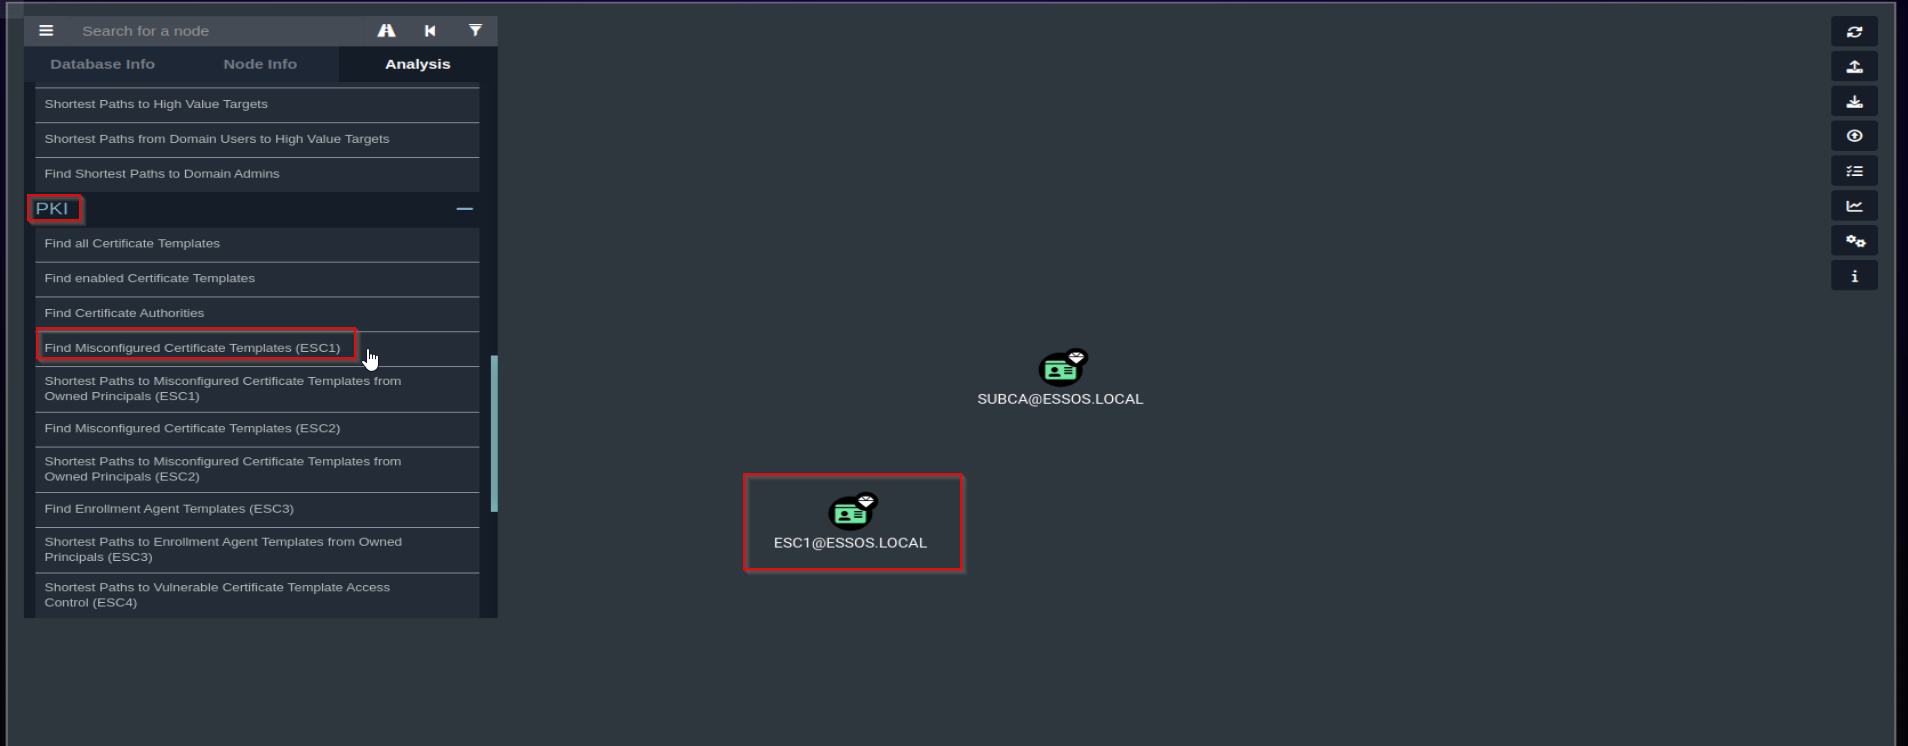 Search for a node
Database Info
Node Info
Analysis
Shortest Paths to High Value Targets
Shortest Paths from Domain Users to High Value Targets
Find Shortest Paths to Domain Admins
PKI
Find all Certificate Templates
Find enabled Certificate Templates
Find Certificate Authorities
Find Misconfigured Certificate Templates (ESC1)
Shortest Paths to Misconfigured Certificate Templates from
Owned Principals (ESC1)
Find Misconfigured Certificate Templates (ESC2)
Shortest Paths to Misconfigured Certificate Templates from
Owned Principals (ESC2)
Find Enrollment Agent Templates (ESC3)
Shortest Paths to Enrollment Agent Templates from Owned
Principals (ESC3)
Shortest Paths to Vulnerable Certificate Template Access
Control (ESC4)
SUBCA@ESSOS.LOCAL
ESC1@ESSOS.LOCAL